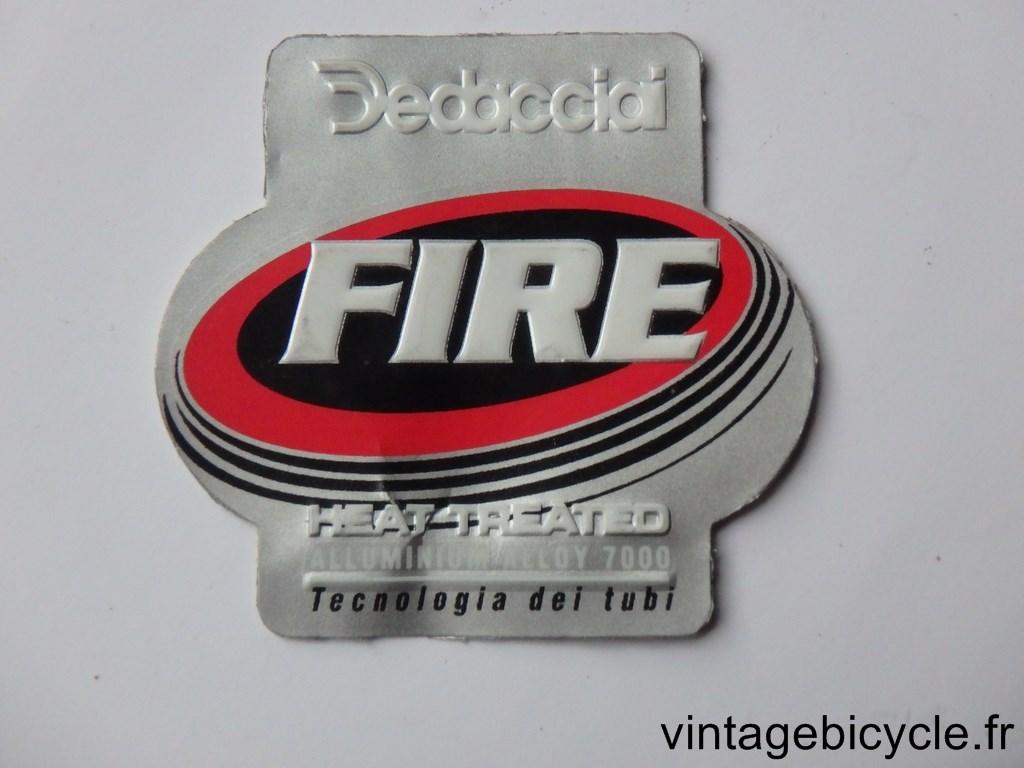 Dedacciai
FIRE
HEAT-TREATED
ALLUMINIUM ALLOY 7000
Tecnologia dei tubi
vintagebicycle.fr